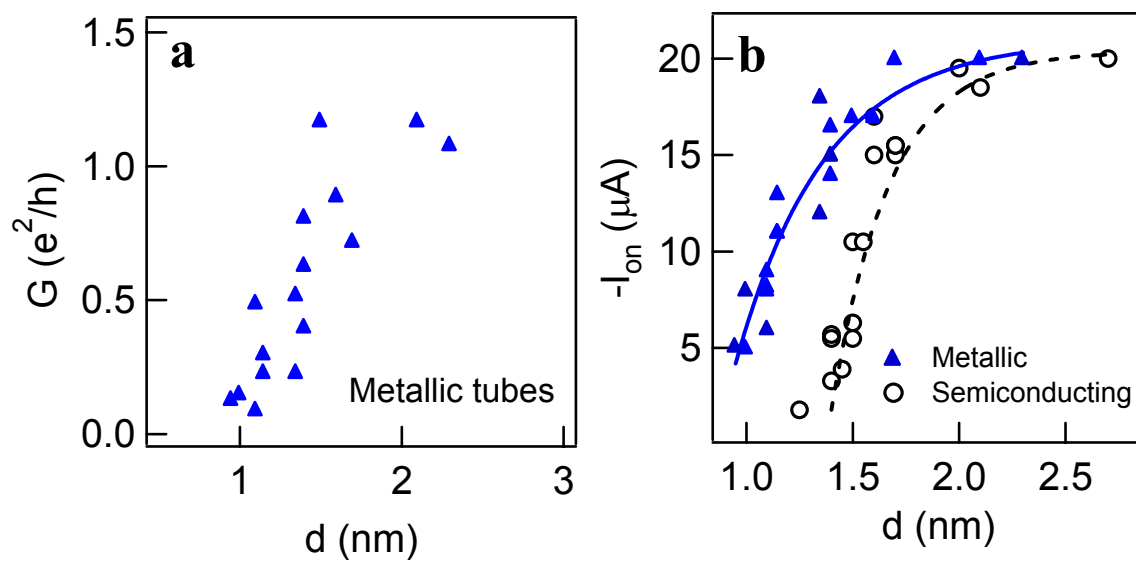 a
1.5
1.0
0.5
0.0
G (e²/h)
Metallic tubes
1 2 3
d (nm)
b
20
15
10
5
-I_on (μA)
Metallic
Semiconducting
1.0 1.5 2.0 2.5
d (nm)